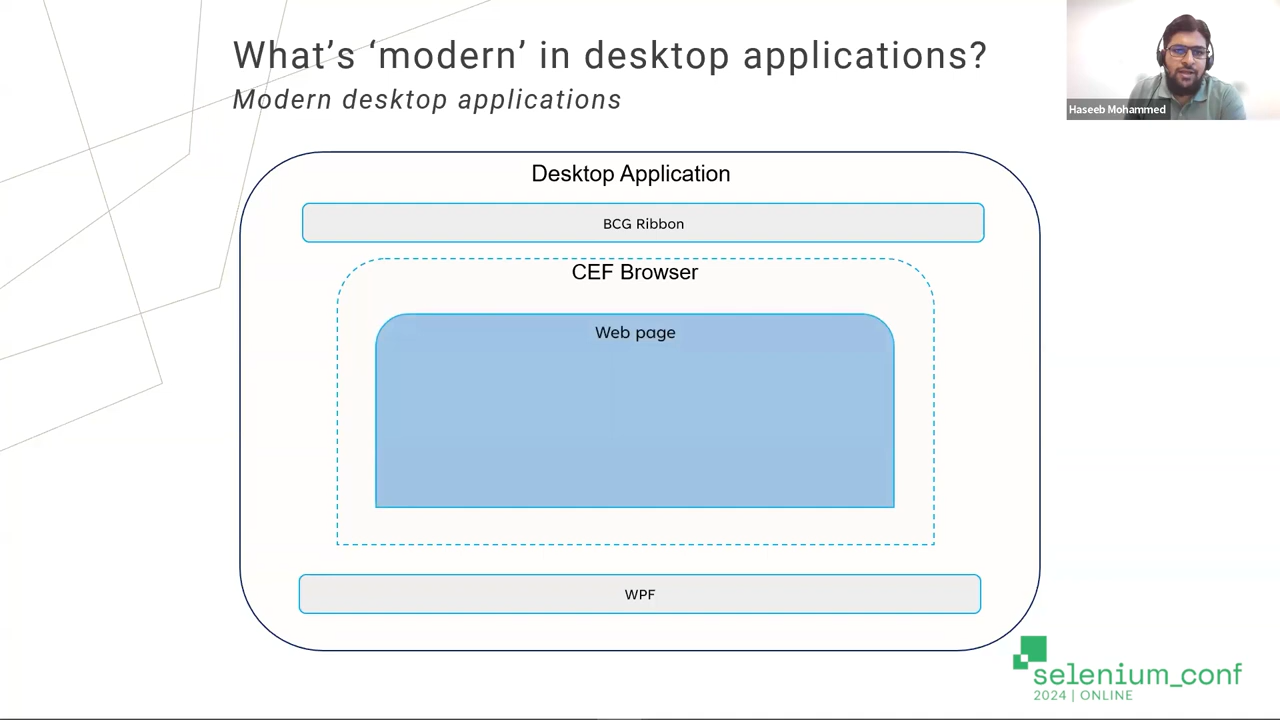 What's ‘modern’ in desktop applications?
Modern desktop applications
Haseeb Mohammed
Desktop Application
BCG Ribbon
CEF Browser
Web page
WPF
selenium_conf
2024 | ONLINE